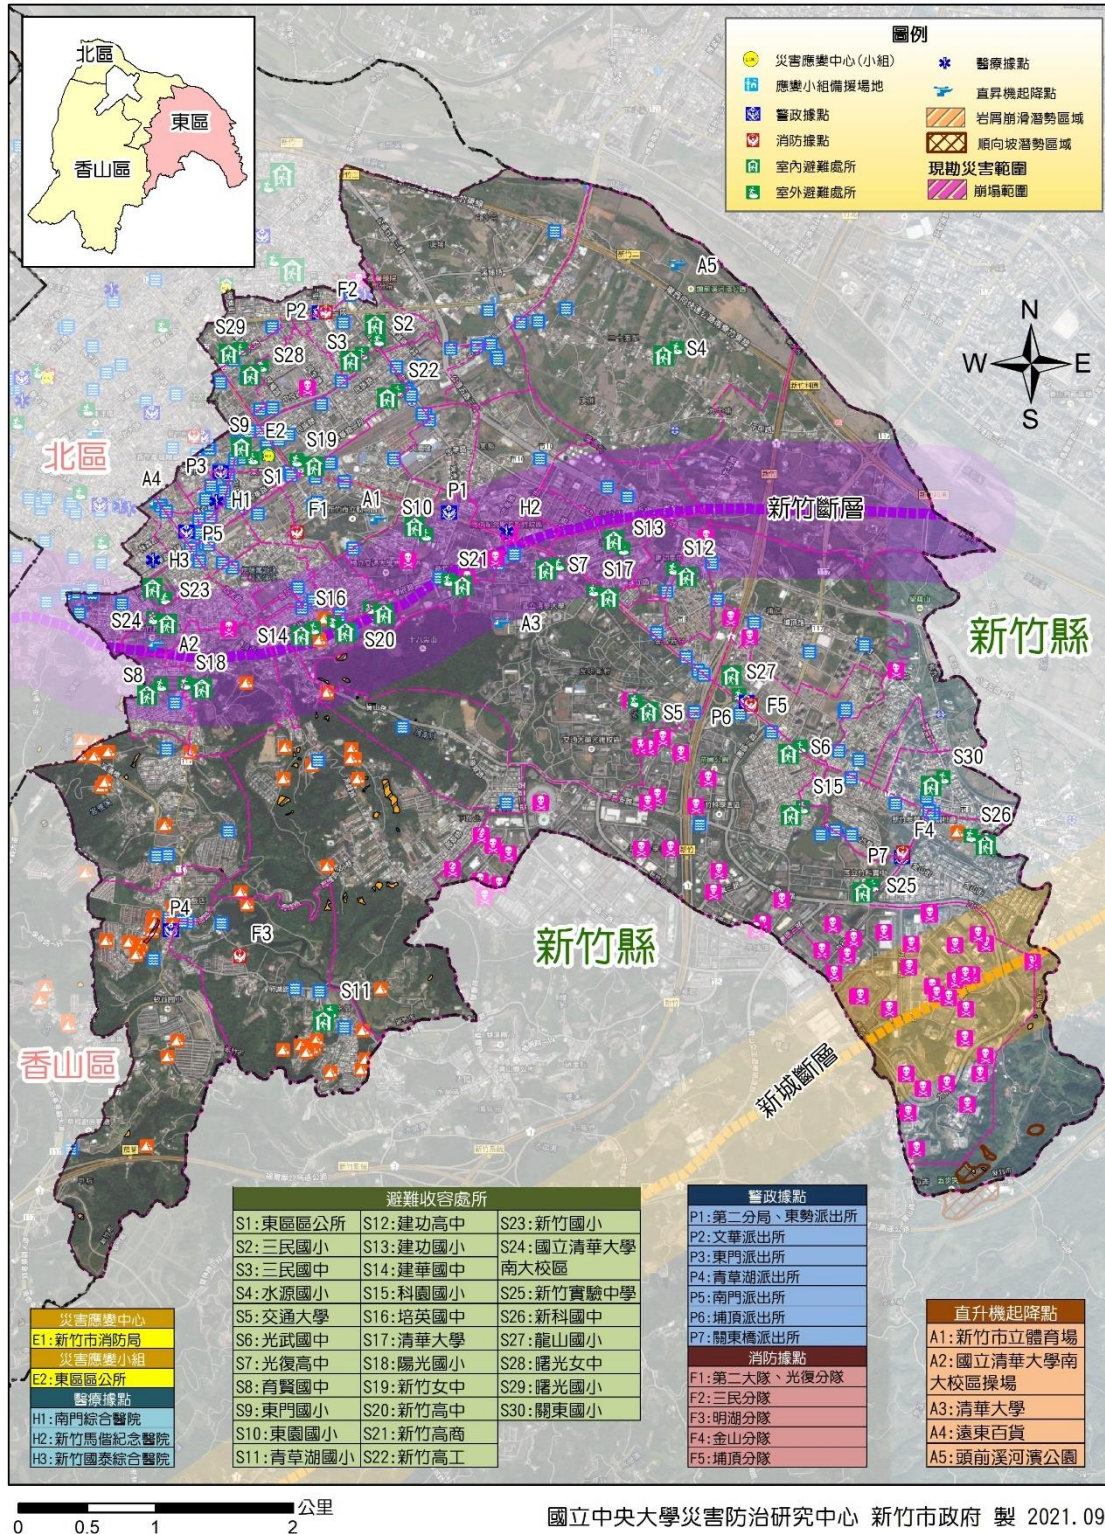 北區
東區
香山區
圖例
災害應變中心(小組)
應變小組備援場地
警政據點
消防據點
室內避難處所
室外避難處所
醫療據點
直昇機起降點
岩屑崩滑潛勢區域
順向坡潛勢區域
現勘災害範圍
崩塌範圍
N
W E
S
A5
F2
P2
S2
S29
S3
S4
S28
S22
S9
E2
S19
北區
P3
S1
A4
H1
A1
P1
F1
S10
H2
新竹斷層
P5
S13
H3
S21
S12
S7
S17
S23
S16
S24
A3
S14
S20
A2
新竹縣
S18
S8
S27
S5
P6
F5
S6
S30
S15
S26
F4
P7
S25
P4
F3
新竹縣
S11
香山區
新城斷層
避難收容處所
S1:東區區公所 S12:建功高中 S23:新竹國小
S2:三民國小 S13:建功國小 S24:國立清華大學
S3:三民國中 S14:建華國中 南大校區
S4:水源國小 S15:科園國小 S25:新竹實驗中學
S5:交通大學 S16:培英國中 S26:新科國中
S6:光武國中 S17:清華大學 S27:龍山國小
S7:光復高中 S18:陽光國小 S28:曙光女中
S8:育賢國中 S19:新竹女中 S29:曙光國小
S9:東門國小 S20:新竹高中 S30:關東國小
S10:東園國小 S21:新竹高商
S11:青草湖國小 S22:新竹高工
警政據點
P1:第二分局、東勢派出所
P2:文華派出所
P3:東門派出所
P4:青草湖派出所
P5:南門派出所
P6:埔頂派出所
P7:關東橋派出所
消防據點
F1:第二大隊、光復分隊
F2:三民分隊
F3:明湖分隊
F4:金山分隊
F5:埔頂分隊
災害應變中心
E1:新竹市消防局
災害應變小組
E2:東區區公所
醫療據點
H1:南門綜合醫院
H2:新竹馬偕紀念醫院
H3:新竹國泰綜合醫院
直升機起降點
A1:新竹市立體育場
A2:國立清華大學南
大校區操場
A3:清華大學
A4:遠東百貨
A5:頭前溪河濱公園
公里
0 0.5 1 2
國立中央大學災害防治研究中心 新竹市政府 製 2021.09